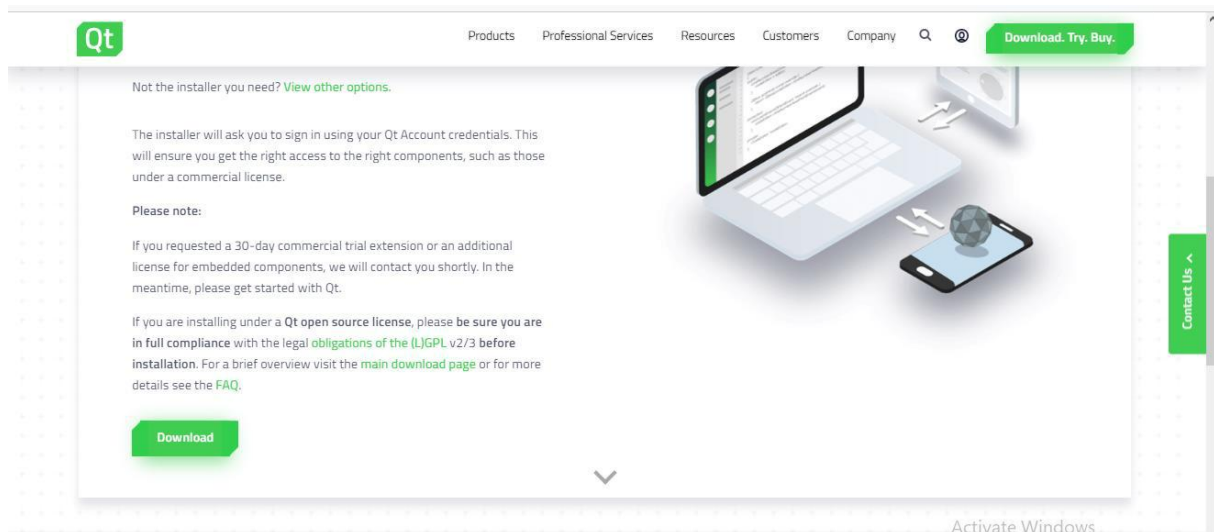 Qt
Products Professional Services Resources Customers Company Download. Try. Buy.
Not the installer you need? View other options.
The installer will ask you to sign in using your Qt Account credentials. This
will ensure you get the right access to the right components, such as those
under a commercial license.
Please note:
If you requested a 30-day commercial trial extension or an additional
license for embedded components, we will contact you shortly. In the
meantime, please get started with Qt.
If you are installing under a Qt open source license, please be sure you are
in full compliance with the legal obligations of the (L)GPL v2/3 before
installation. For a brief overview visit the main download page or for more
details see the FAQ.
Download
Contact Us
Activate Windows